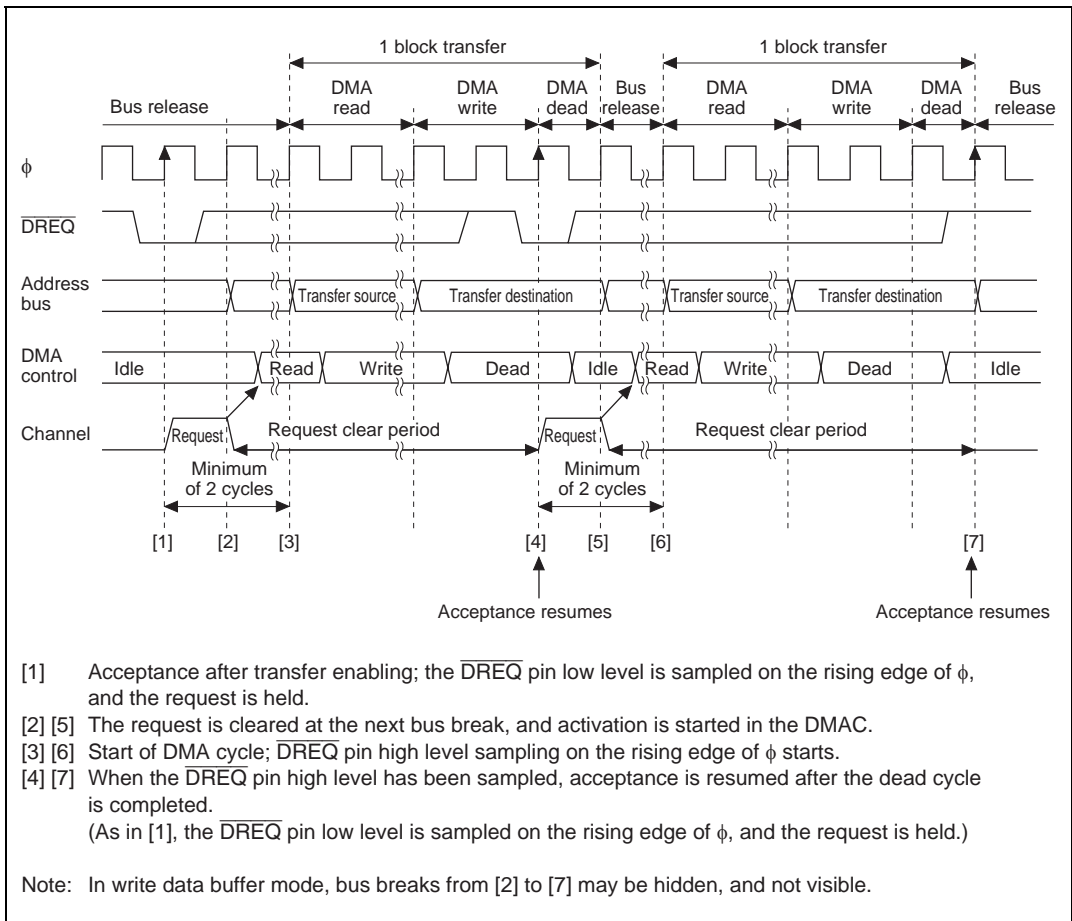 1 block transfer 1 block transfer
DMA DMA DMA Bus DMA DMA DMA Bus
Bus release read write dead release read write dead release
ϕ
DREQ
Address bus Transfer source Transfer destination Transfer source Transfer destination
DMA control Idle Read Write Dead Idle Read Write Dead Idle
Channel Request Request clear period Request Request clear period
Minimum Minimum
of 2 cycles of 2 cycles
[1] [2] [3] [4] [5] [6] [7]
Acceptance resumes Acceptance resumes
[1] Acceptance after transfer enabling; the DREQ pin low level is sampled on the rising edge of ϕ,
and the request is held.
[2] [5] The request is cleared at the next bus break, and activation is started in the DMAC.
[3] [6] Start of DMA cycle; DREQ pin high level sampling on the rising edge of ϕ starts.
[4] [7] When the DREQ pin high level has been sampled, acceptance is resumed after the dead cycle
is completed.
(As in [1], the DREQ pin low level is sampled on the rising edge of ϕ, and the request is held.)
Note: In write data buffer mode, bus breaks from [2] to [7] may be hidden, and not visible.